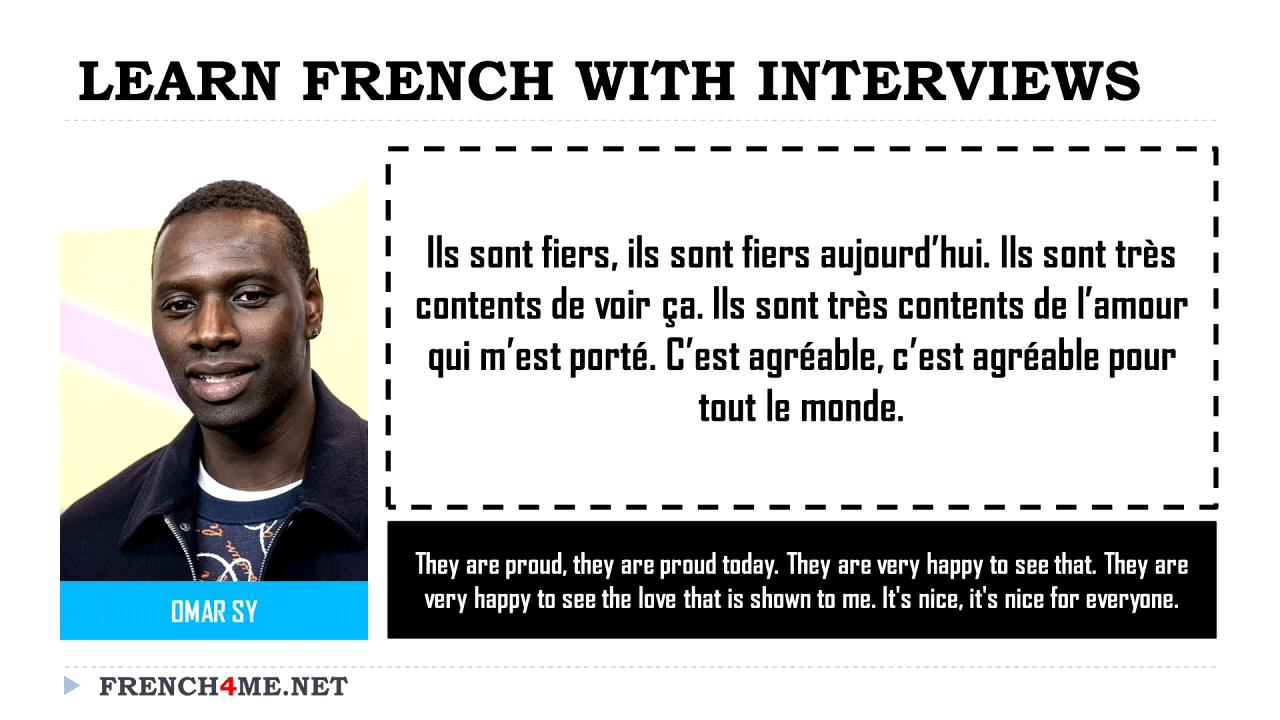 LEARN FRENCH WITH INTERVIEWS
Ils sont fiers, ils sont fiers aujourd’hui. Ils sont très
contents de voir ça. Ils sont très contents de l’amour
qui m’est porté. C’est agréable, c’est agréable pour
tout le monde.
They are proud, they are proud today. They are very happy to see that. They are
very happy to see the love that is shown to me. It's nice, it's nice for everyone.
OMAR SY
FRENCH4ME.NET